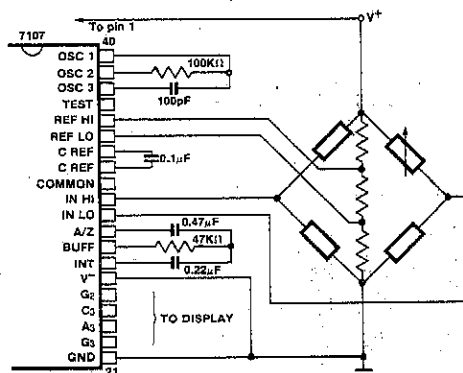 To pin 1
V+
7107
40
OSC 1
OSC 2
100KΩ
OSC 3
100pF
TEST
REF HI
REF LO
C REF
0.1µF
C REF
COMMON
IN HI
IN LO
0.47µF
A/Z
BUFF
47KΩ
INT
0.22µF
V−
G2
C3
TO DISPLAY
A3
G3
GND
21